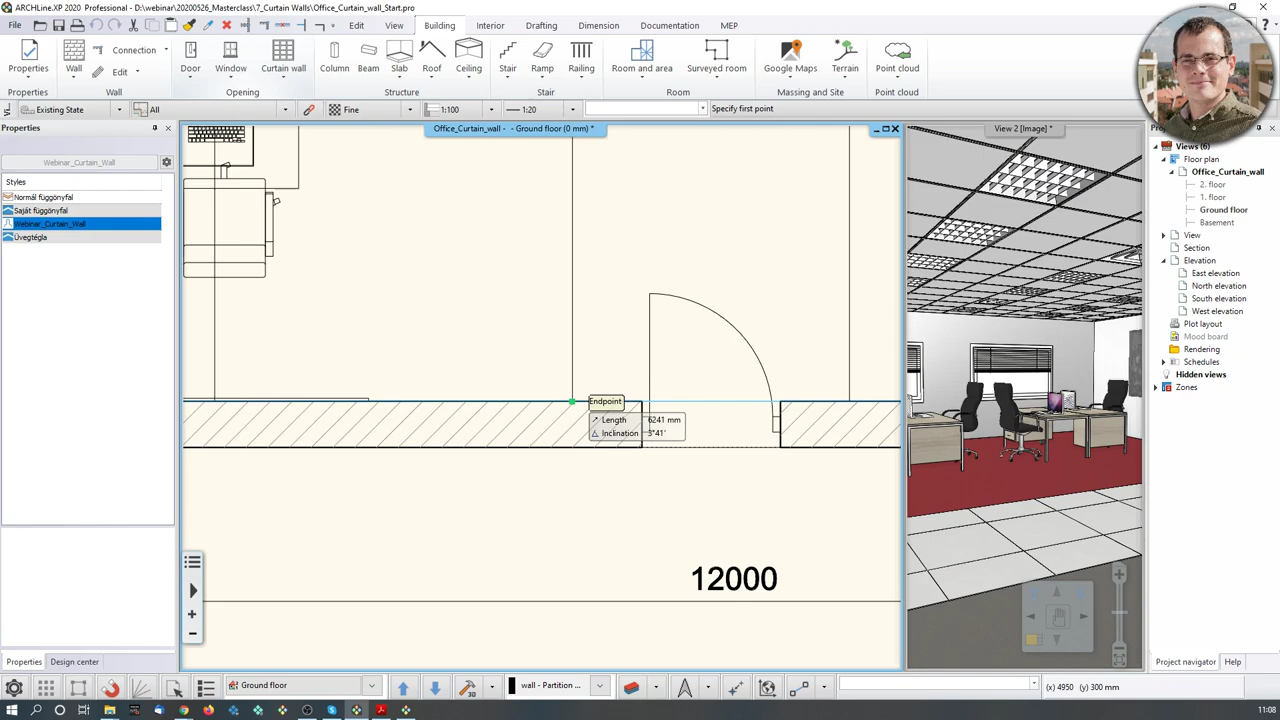 ARCHLine.XP 2020 Professional - D:\webinar\20200526_Masterclass\7_Curtain Walls\Office_Curtain_wall_Start.pro
File
Edit
View
Building
Interior
Drafting
Dimension
Documentation
MEP
Properties
Wall
Connection
Edit
Door
Window
Curtain wall
Column
Beam
Slab
Roof
Ceiling
Stair
Ramp
Railing
Room and area
Surveyed room
Google Maps
Terrain
Point cloud
Properties
Wall
Opening
Structure
Stair
Room
Massing and Site
Point cloud
Existing State
All
Fine
1:100
1:20
Specify first point
Properties
Office_Curtain_wall - - Ground floor (0 mm) *
View 2 [Image] *
Webinar_Curtain_Wall
Styles
Normál függönyfal
Saját függönyfal
Webinar_Curtain_Wall
Üvegtégla
Views (6)
Floor plan
Office_Curtain_wall
2. floor
1. floor
Ground floor
Basement
View
Section
Elevation
East elevation
North elevation
South elevation
West elevation
Plot layout
Mood board
Rendering
Schedules
Hidden views
Zones
Endpoint
Length 6241 mm
Inclination 3°41'
12000
Properties
Design center
Project navigator
Help
Ground floor
wall - Partition ...
(x) 4950 (y) 300 mm
11:08